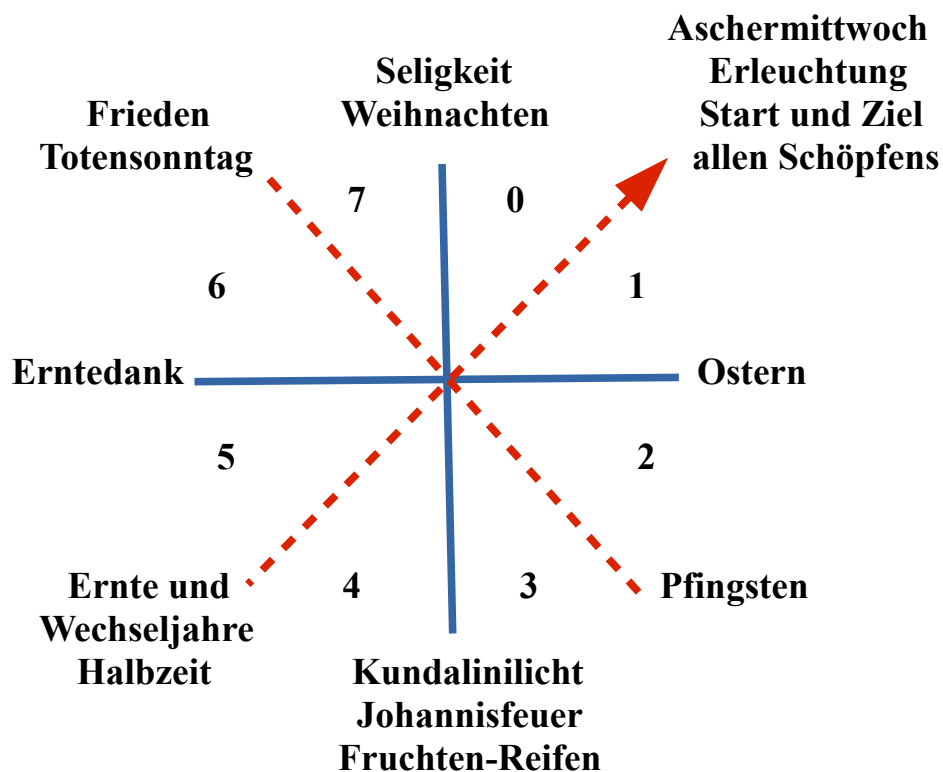 Aschermittwoch
Erleuchtung
Start und Ziel
allen Schöpfens
Seligkeit
Weihnachten
Frieden
Totensonntag
7
0
6
1
Erntedank
Ostern
5
2
4
3
Ernte und
Wechseljahre
Halbzeit
Pfingsten
Kundalinilicht
Johannisfeuer
Fruchten-Reifen